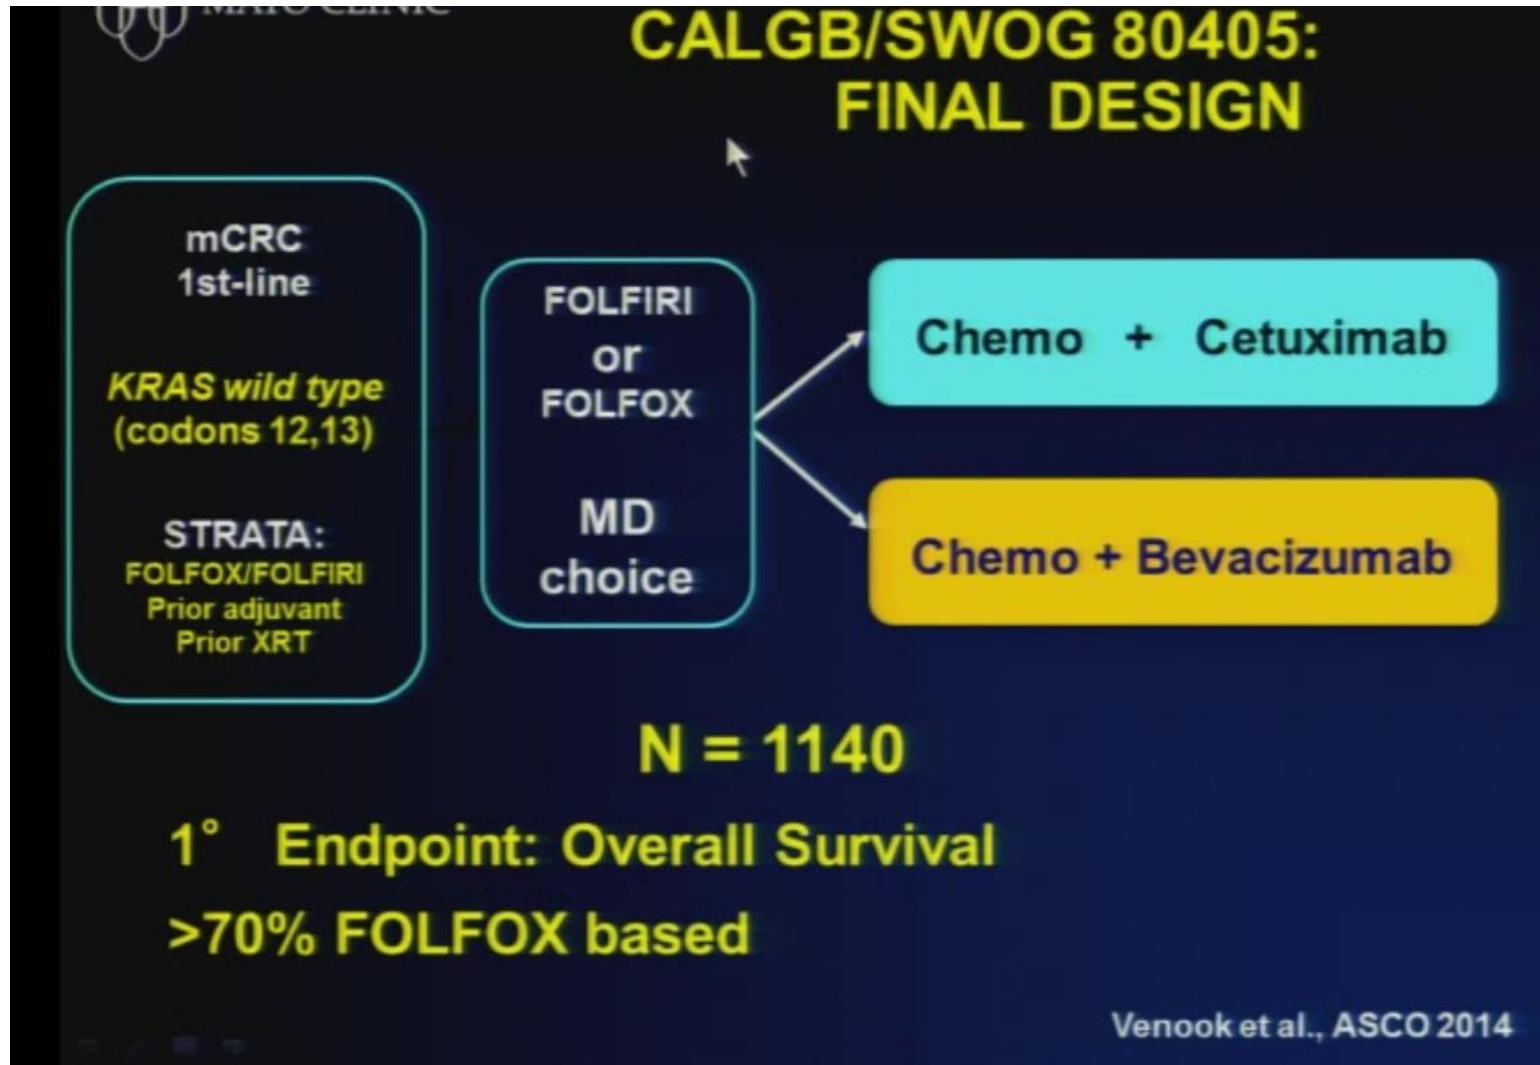 MAYO CLINIC
CALGB/SWOG 80405:
FINAL DESIGN
mCRC
1st-line
KRAS wild type
(codons 12,13)
STRATA:
FOLFOX/FOLFIRI
Prior adjuvant
Prior XRT
FOLFIRI
or
FOLFOX
MD
choice
Chemo + Cetuximab
Chemo + Bevacizumab
N = 1140
1° Endpoint: Overall Survival
>70% FOLFOX based
Venook et al., ASCO 2014